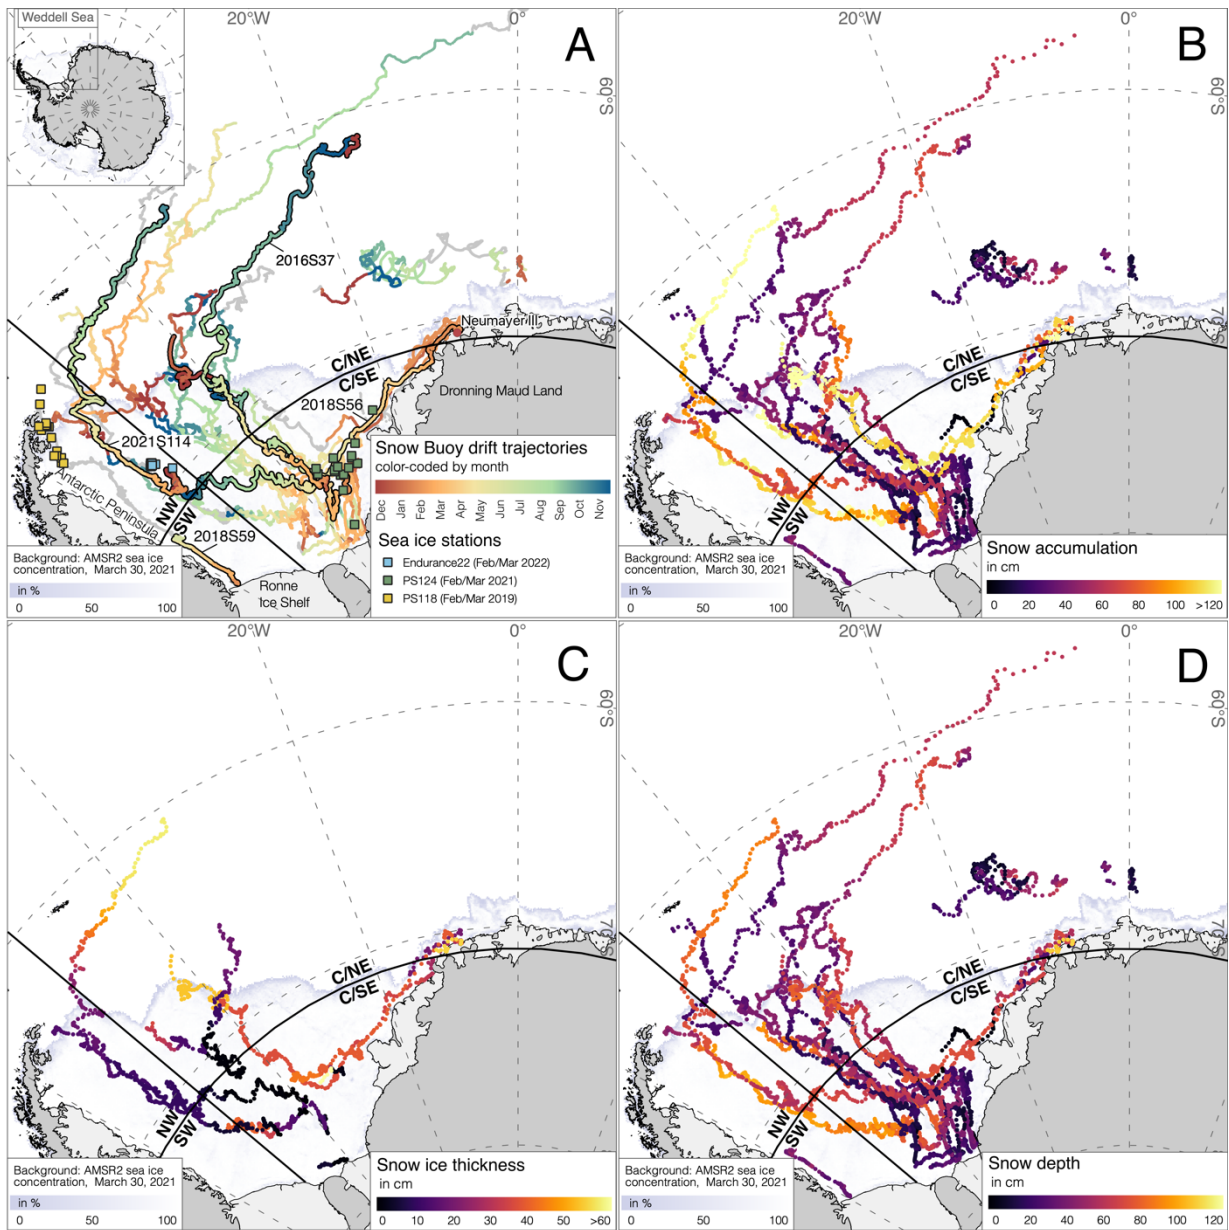 Weddell Sea
20°W
0°
A
60°S
2016S37
Neumayer III
70°S
C/NE
C/SE
Dronning Maud Land
2018S56
2021S114
Antarctic Peninsula
NW
SW
2018S59
Ronne
Ice Shelf
Snow Buoy drift trajectories
color-coded by month
Dec
Jan
Feb
Mar
Apr
May
Jun
Jul
Aug
Sep
Oct
Nov
Sea ice stations
Endurance22 (Feb/Mar 2022)
PS124 (Feb/Mar 2021)
PS118 (Feb/Mar 2019)
Background: AMSR2 sea ice
concentration, March 30, 2021
in %
0 50 100
20°W
0°
B
60°S
70°S
C/NE
C/SE
NW
SW
Background: AMSR2 sea ice
concentration, March 30, 2021
in %
0 50 100
Snow accumulation
in cm
0 20 40 60 80 100 >120
20°W
0°
C
60°S
70°S
C/NE
C/SE
NW
SW
Background: AMSR2 sea ice
concentration, March 30, 2021
in %
0 50 100
Snow ice thickness
in cm
0 10 20 30 40 50 >60
20°W
0°
D
60°S
70°S
C/NE
C/SE
NW
SW
Background: AMSR2 sea ice
concentration, March 30, 2021
in %
0 50 100
Snow depth
in cm
0 20 40 60 80 100 120